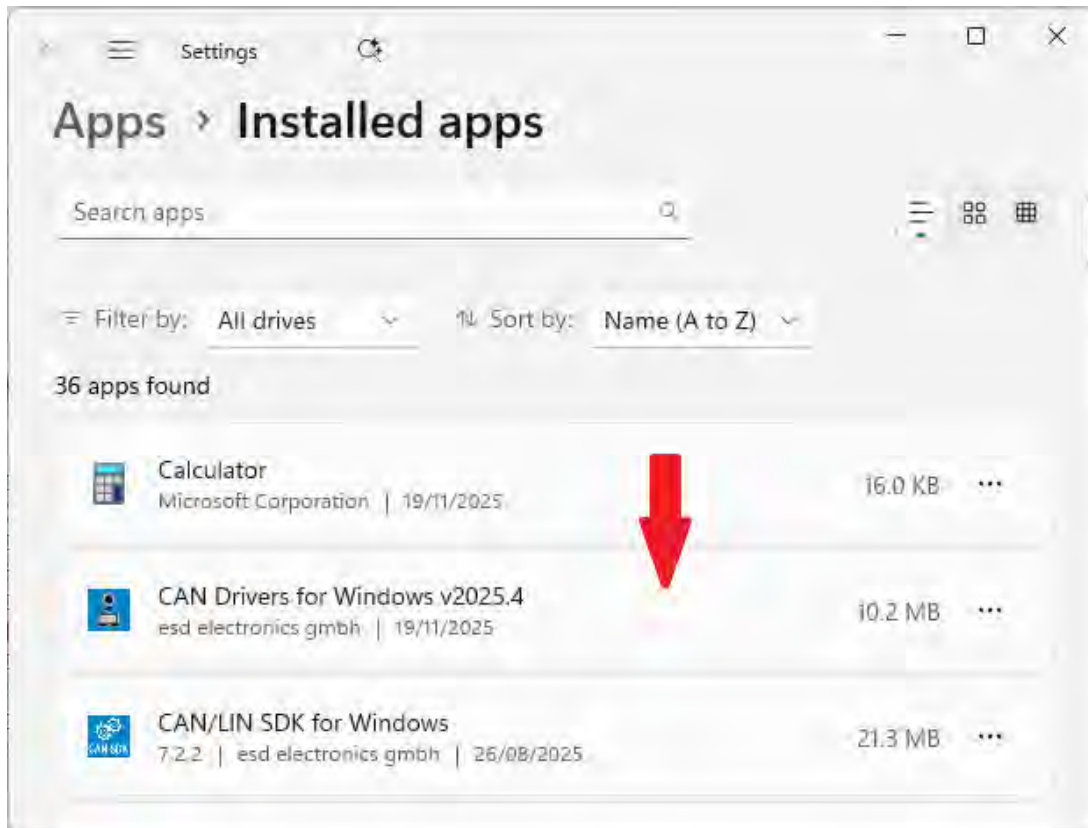 Settings
Apps > Installed apps
Search apps
Filter by: All drives Sort by: Name (A to Z)
36 apps found
Calculator
Microsoft Corporation | 19/11/2025
16.0 KB
CAN Drivers for Windows v2025.4
esd electronics gmbh | 19/11/2025
10.2 MB
CAN/LIN SDK for Windows
7.2.2 | esd electronics gmbh | 26/08/2025
21.3 MB
CAN SDK